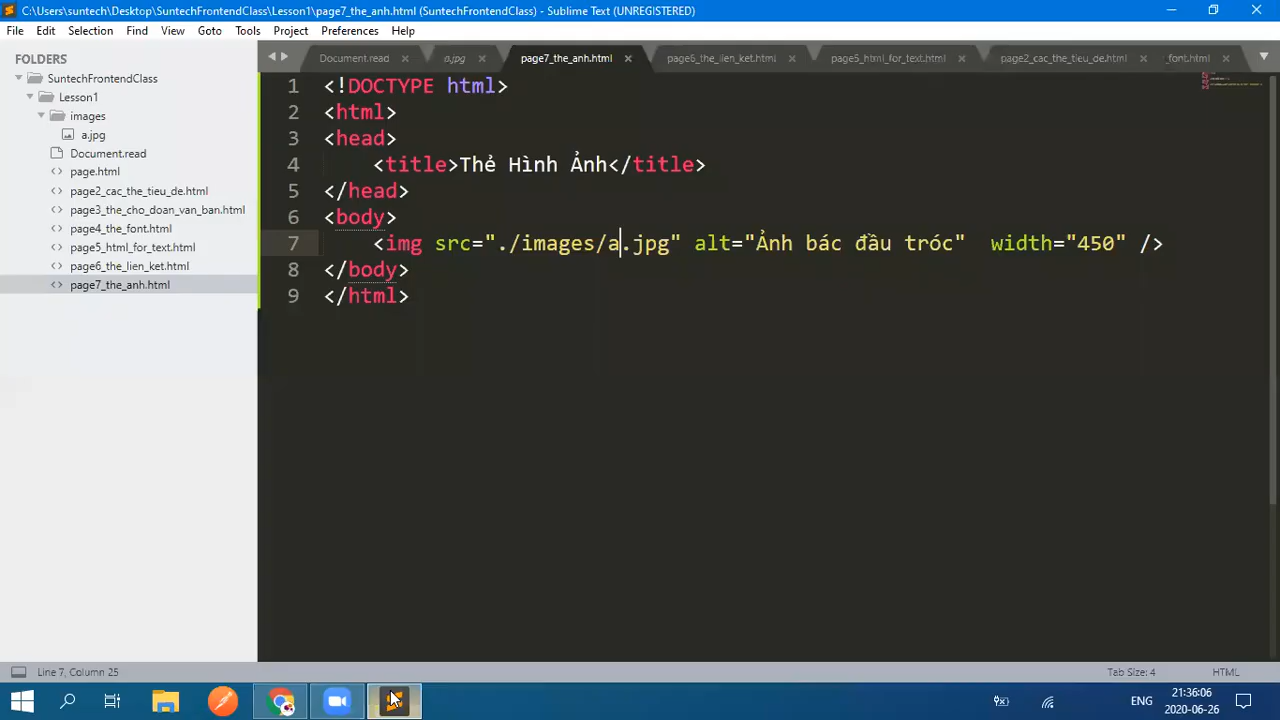 C:\Users\suntech\Desktop\SuntechFrontendClass\Lesson1\page7_the_anh.html (SuntechFrontendClass) - Sublime Text (UNREGISTERED)
File Edit Selection Find View Goto Tools Project Preferences Help
FOLDERS
SuntechFrontendClass
Lesson1
images
a.jpg
Document.read
page.html
page2_cac_the_tieu_de.html
page3_the_cho_doan_van_ban.html
page4_the_font.html
page5_html_for_text.html
page6_the_lien_ket.html
page7_the_anh.html
Document.read a.jpg page7_the_anh.html page6_the_lien_ket.html page5_html_for_text.html page2_cac_the_tieu_de.html _font.html
1 <!DOCTYPE html>
2 <html>
3 <head>
4 <title>Thẻ Hình Ảnh</title>
5 </head>
6 <body>
7 <img src="./images/a.jpg" alt="Ảnh bác đầu tróc"  width="450" />
8 </body>
9 </html>
Line 7, Column 25 Tab Size: 4 HTML
ENG
21:36:06
2020-06-26